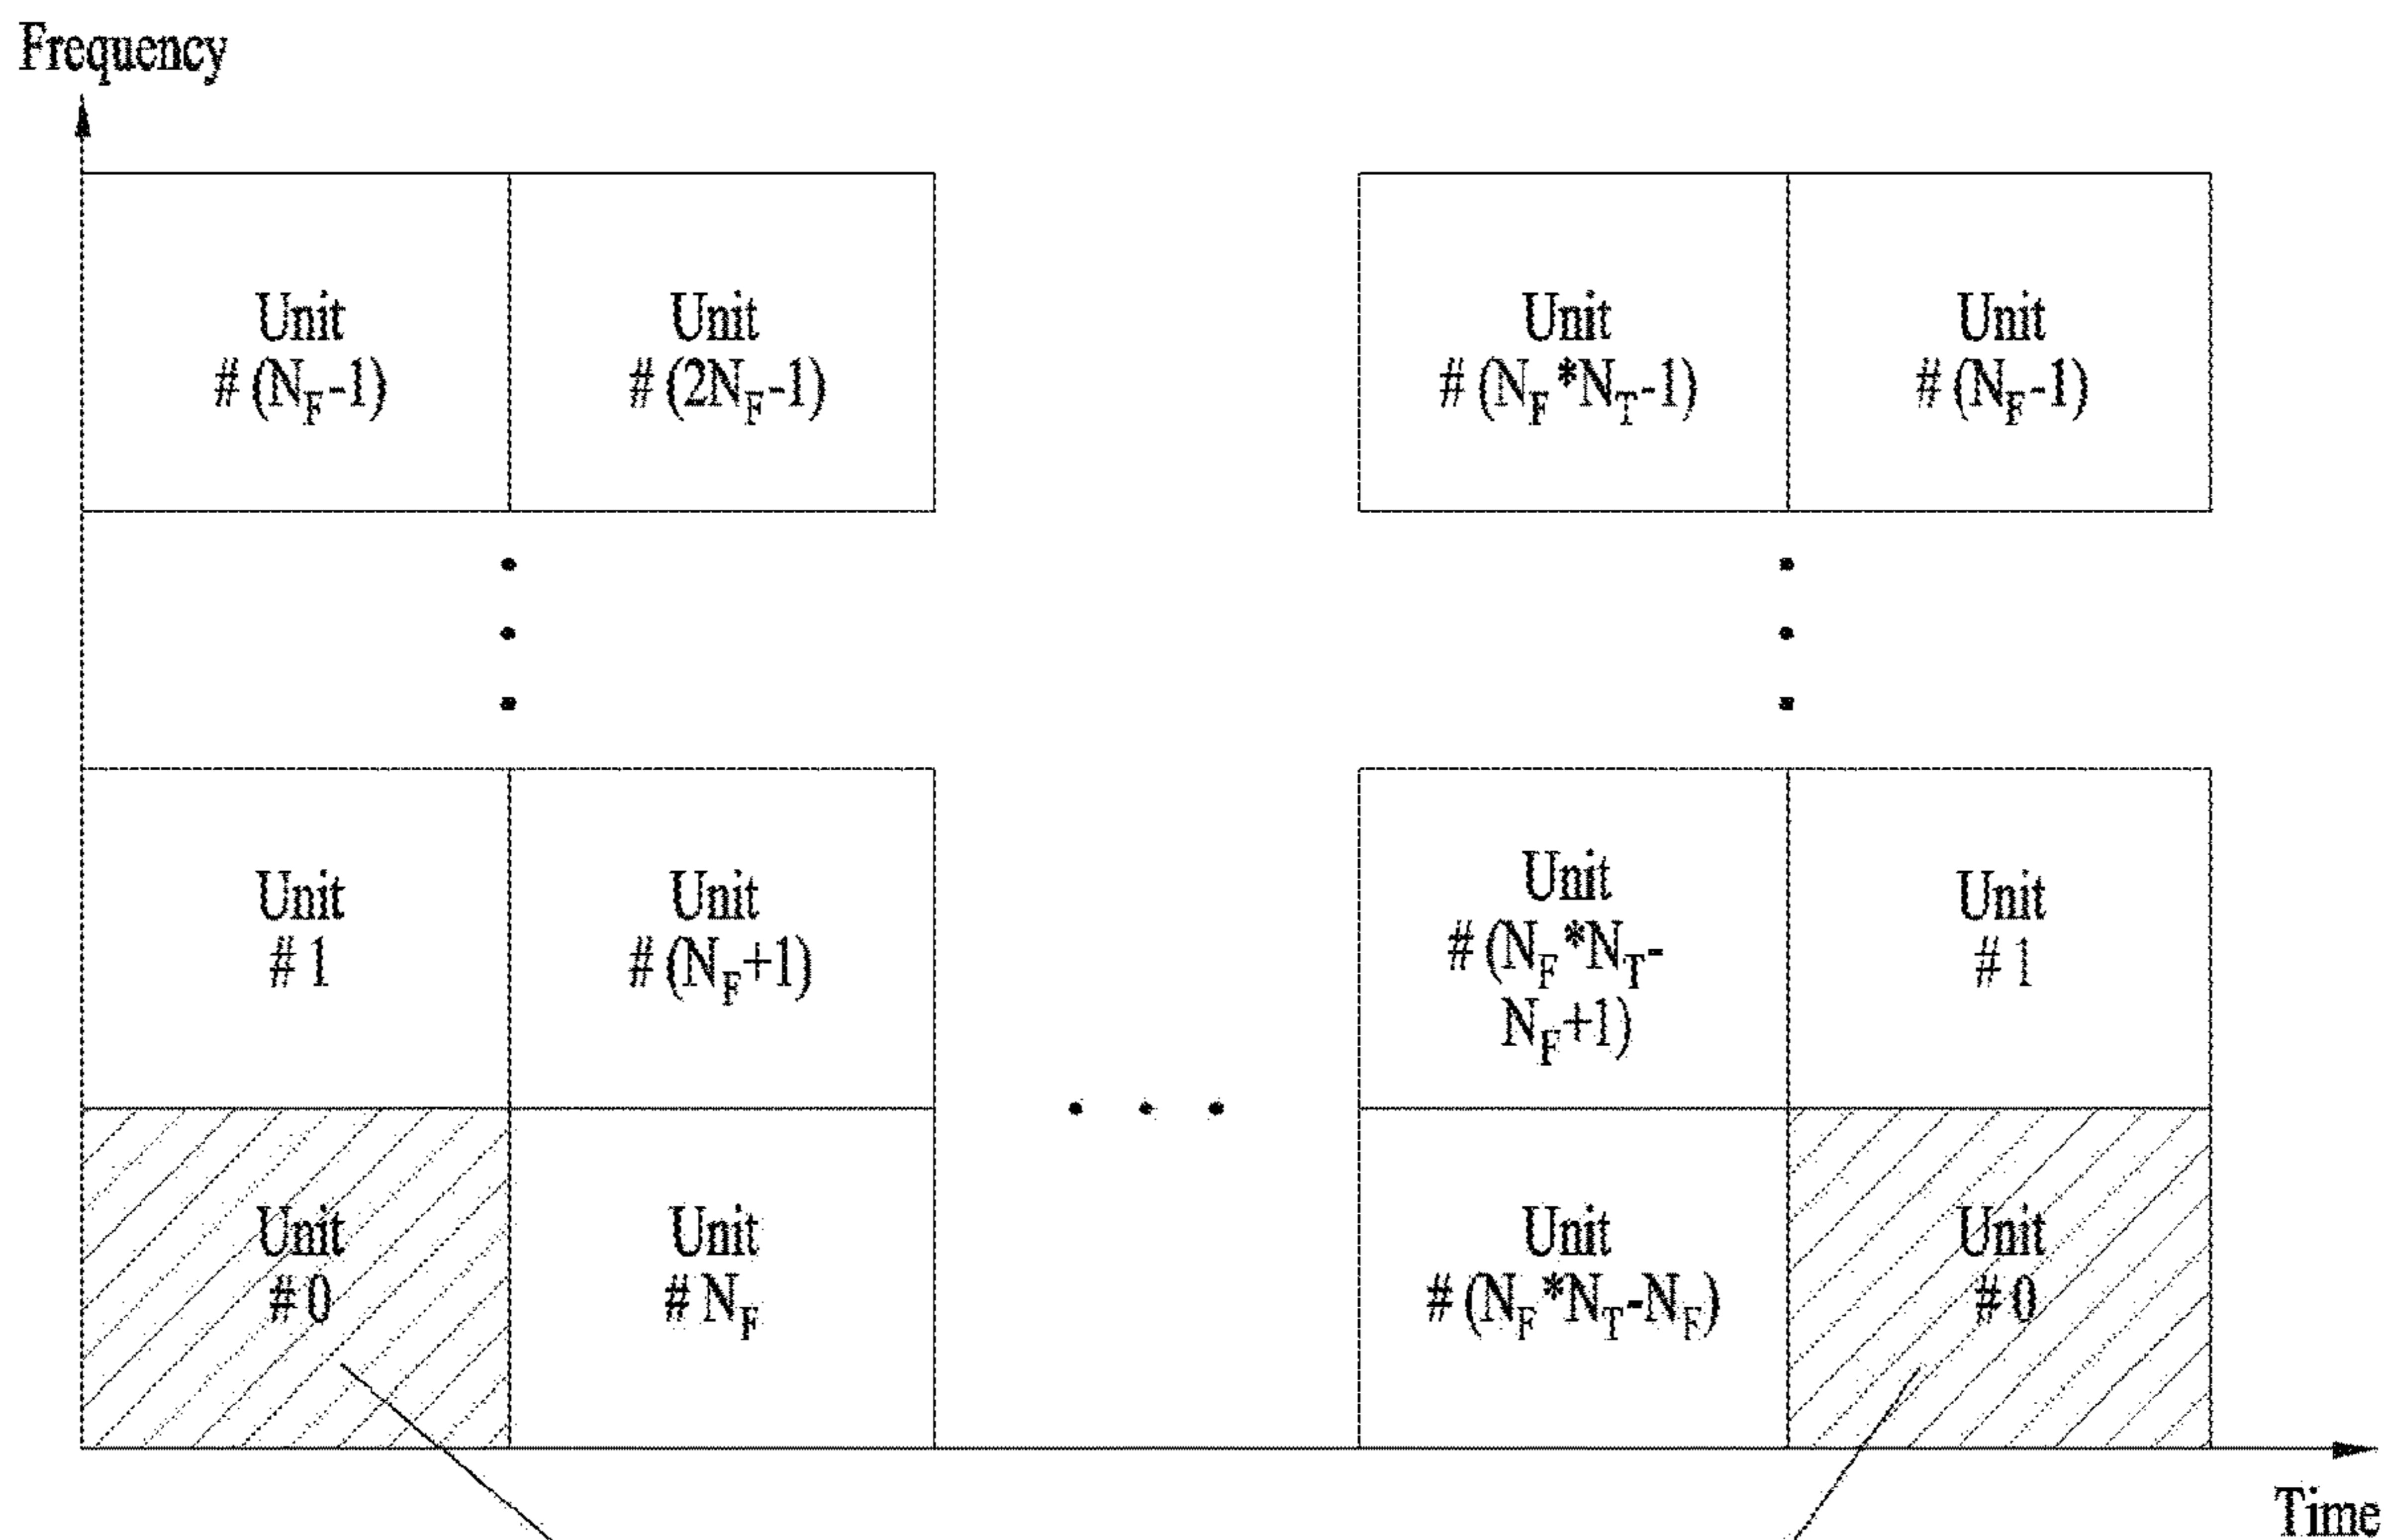 Frequency
Unit
# (N_F-1)
Unit
# (2N_F-1)
Unit
# (N_F*N_T-1)
Unit
# (N_F-1)
Unit
# 1
Unit
# (N_F+1)
Unit
# (N_F*N_T-
N_F+1)
Unit
# 1
Unit
# 0
Unit
# N_F
Unit
# (N_F*N_T-N_F)
Unit
# 0
Time